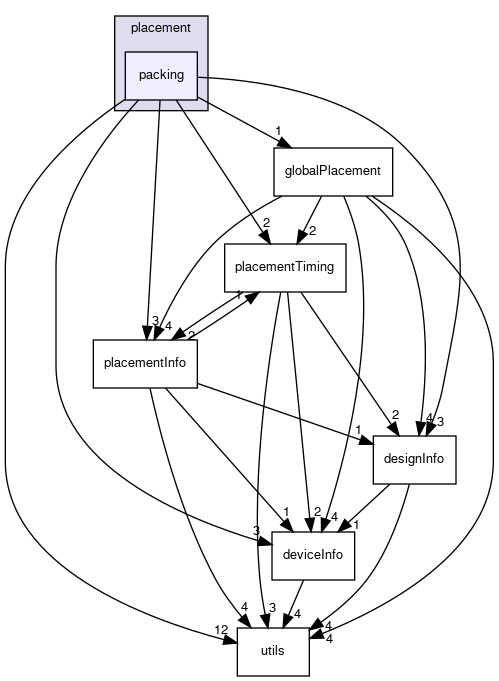 placement
packing
1
globalPlacement
2
2
placementTiming
1
3
4
2
placementInfo
1
2
4
3
designInfo
3
1
2
4
1
deviceInfo
4
3
4
4
12
4
utils